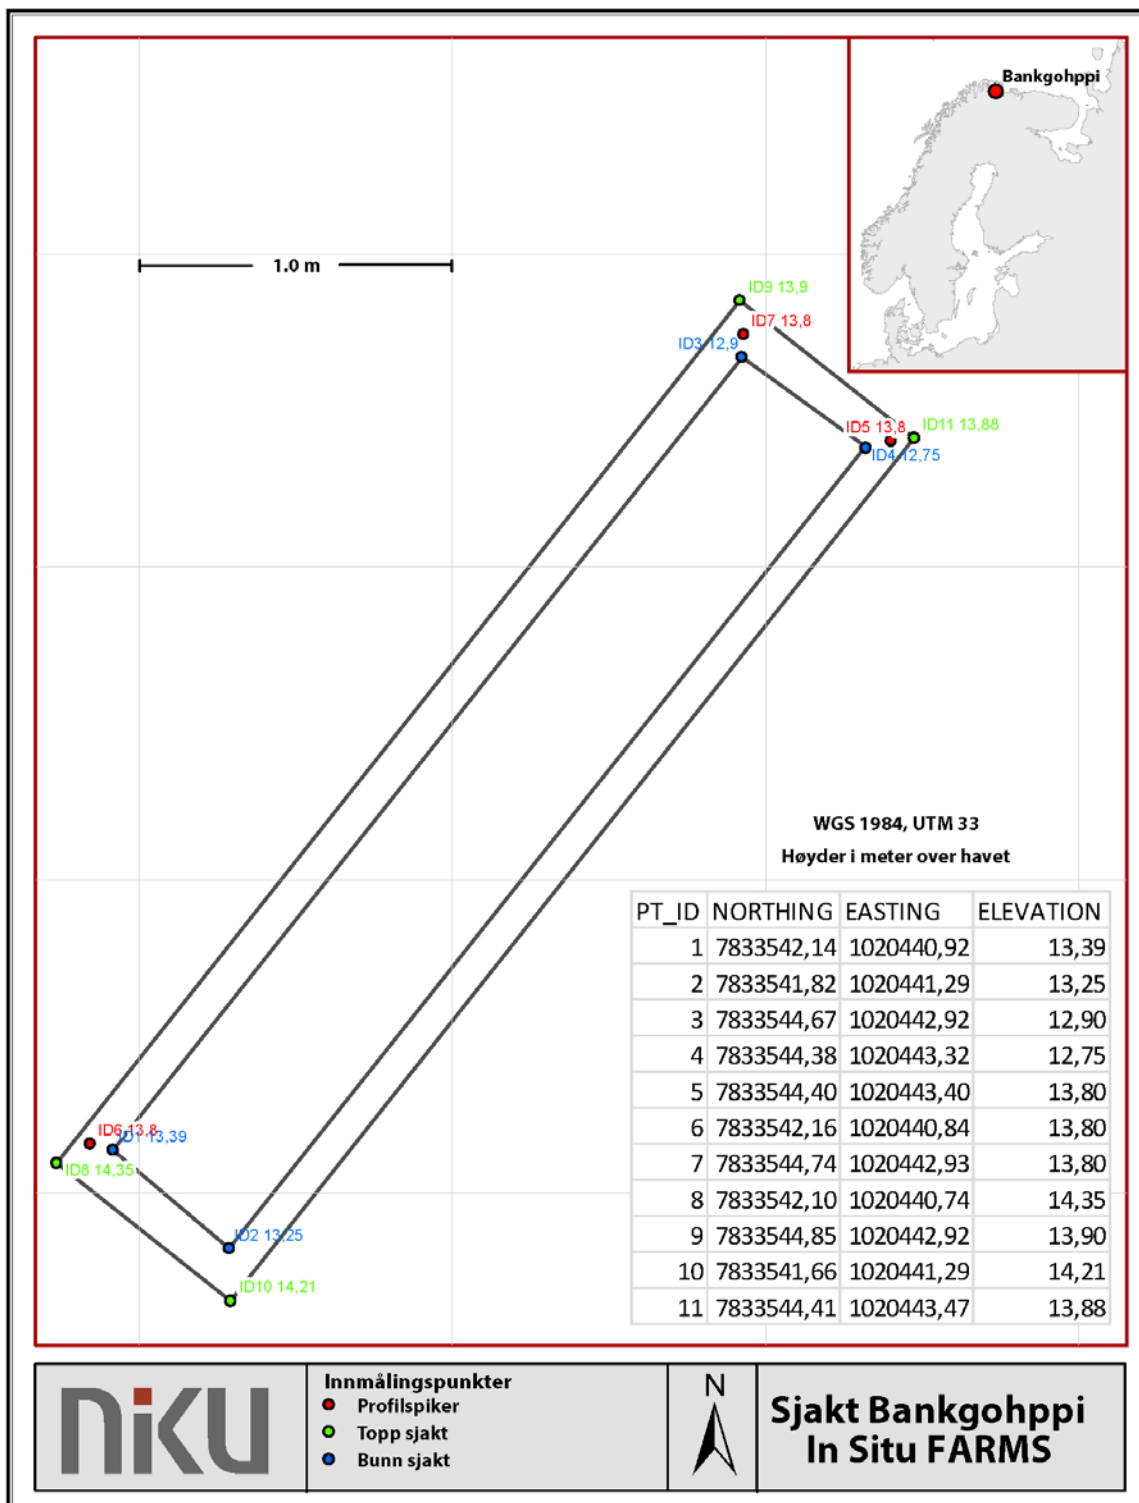 Bankgohppi
1.0 m
ID9 13,9
ID7 13,8
ID3 12,9
ID5 13,8
ID11 13,88
ID4 12,75
WGS 1984, UTM 33
Høyder i meter over havet
PT_ID NORTHING EASTING ELEVATION
1 7833542,14 1020440,92 13,39
2 7833541,82 1020441,29 13,25
3 7833544,67 1020442,92 12,90
4 7833544,38 1020443,32 12,75
5 7833544,40 1020443,40 13,80
6 7833542,16 1020440,84 13,80
7 7833544,74 1020442,93 13,80
8 7833542,10 1020440,74 14,35
9 7833544,85 1020442,92 13,90
10 7833541,66 1020441,29 14,21
11 7833544,41 1020443,47 13,88
ID6 13,8
ID1 13,39
ID8 14,35
ID2 13,25
ID10 14,21
niku
Innmålingspunkter
Profilspiker
Topp sjakt
Bunn sjakt
N
Sjakt Bankgohppi
In Situ FARMS